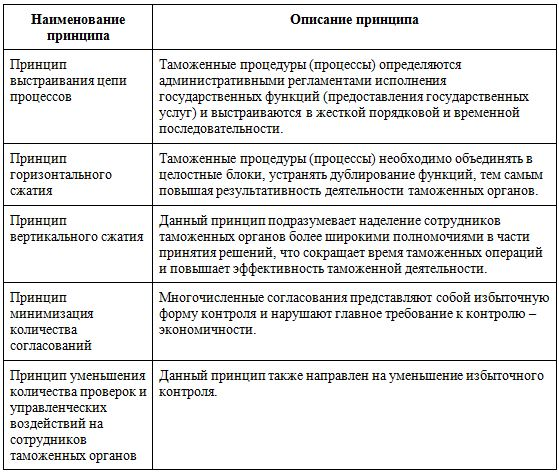 Наименование принципа
Описание принципа
Принцип
выстраивания цепи
процессов
Таможенные процедуры (процессы) определяются
административными регламентами исполнения
государственных функций (предоставления государственных
услуг) и выстраиваются в жесткой порядковой и временной
последовательности.
Принцип
горизонтального
сжатия
Таможенные процедуры (процессы) необходимо объединять в
целостные блоки, устранять дублирование функций, тем самым
повышая результативность деятельности таможенных органов.
Принцип
вертикального сжатия
Данный принцип подразумевает наделение сотрудников
таможенных органов более широкими полномочиями в части
принятия решений, что сокращает время таможенных операций
и повышает эффективность таможенной деятельности.
Принцип
минимизация
количества
согласований
Многочисленные согласования представляют собой избыточную
форму контроля и нарушают главное требование к контролю –
экономичности.
Принцип уменьшения
количества проверок и
управленческих
воздействий на
сотрудников
таможенных органов
Данный принцип также направлен на уменьшение избыточного
контроля.